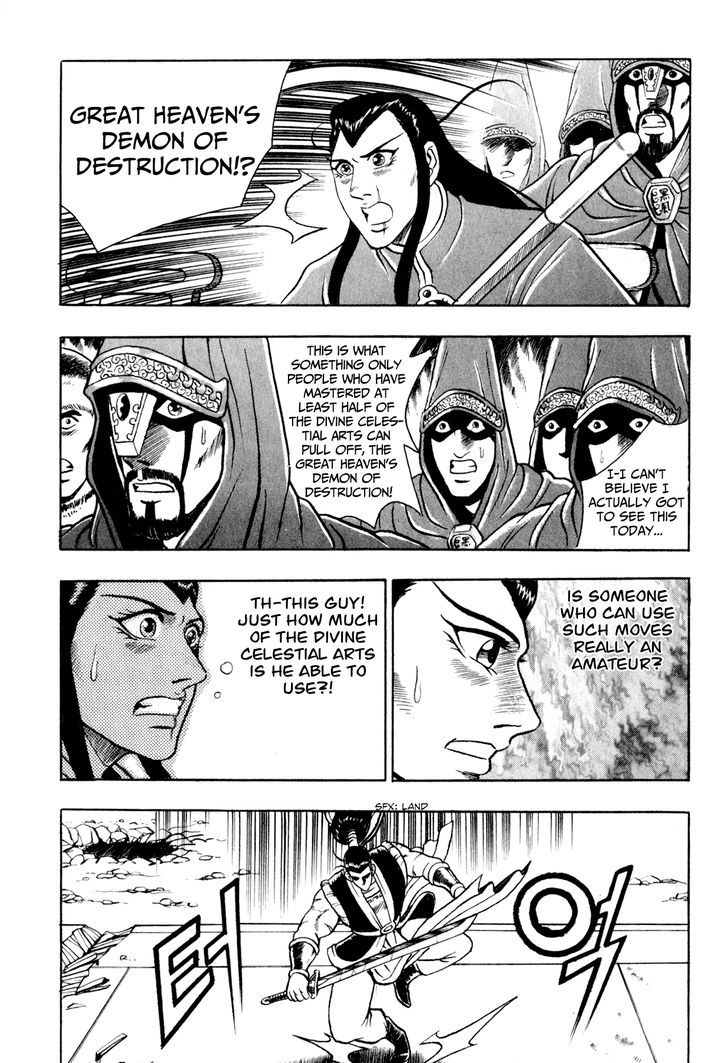 GREAT HEAVEN'S
DEMON OF
DESTRUCTION!?
THIS IS WHAT
SOMETHING ONLY
PEOPLE WHO HAVE
MASTERED AT
LEAST HALF OF
THE DIVINE CELES-
TIAL ARTS CAN
PULL OFF, THE
GREAT HEAVEN'S
DEMON OF
DESTRUCTION!
I-I CAN'T
BELIEVE I
ACTUALLY GOT
TO SEE THIS
TODAY...
TH-THIS GUY!
JUST HOW MUCH
OF THE DIVINE
CELESTIAL ARTS
IS HE ABLE TO
USE?!
IS SOMEONE
WHO CAN USE
SUCH MOVES
REALLY AN
AMATEUR?
SFX: LAND
터억